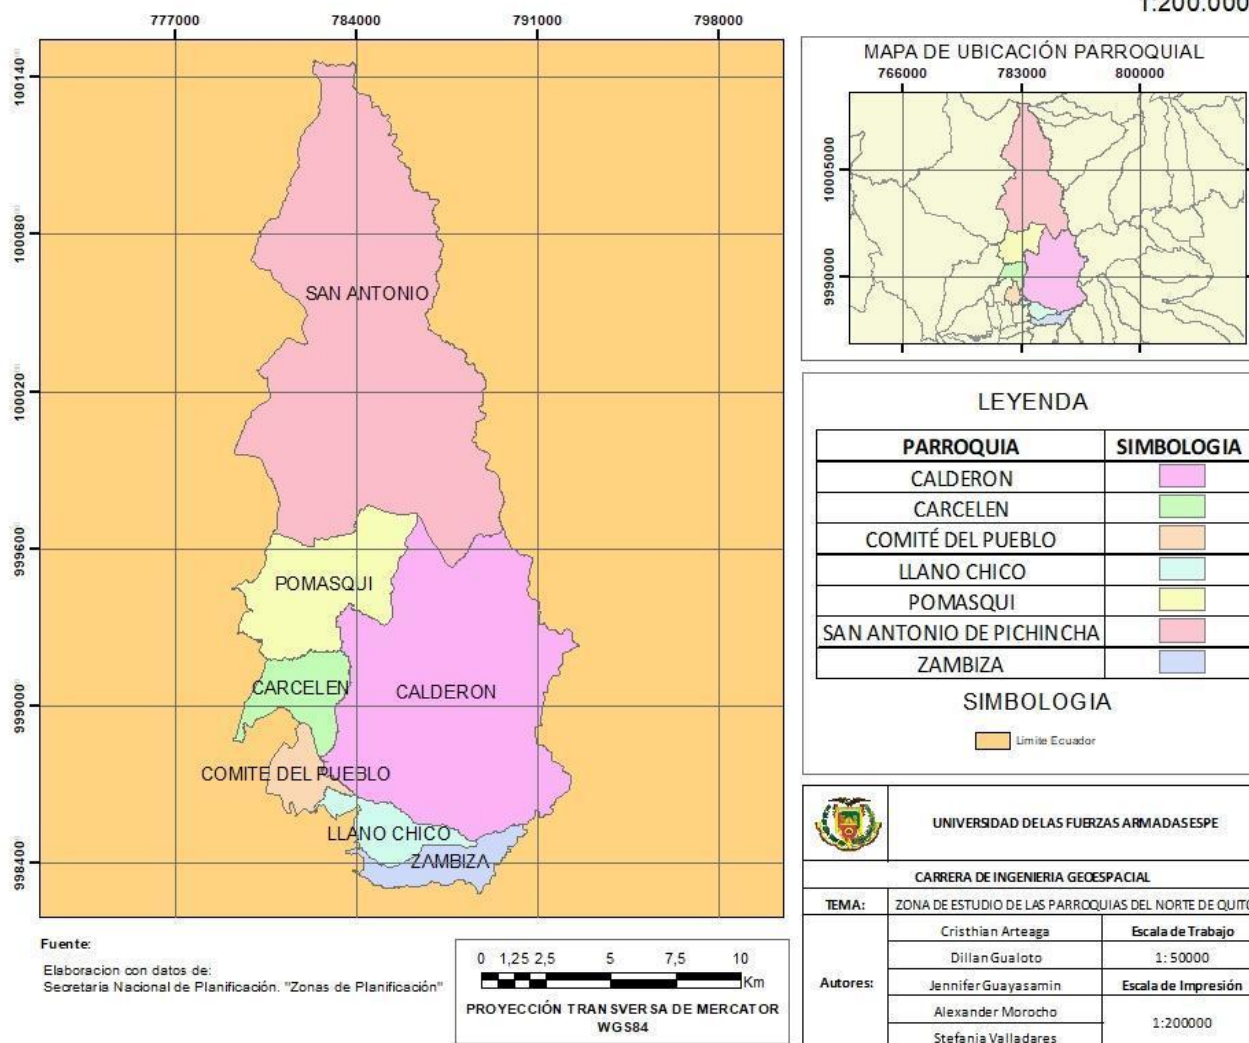 1:200.000
777000 784000 791000 798000
100140
100080
100020
999600
999000
998400
SAN ANTONIO
POMASQUI
CARCELEN
CALDERON
COMITE DEL PUEBLO
LLANO CHICO
ZAMBIZA
MAPA DE UBICACIÓN PARROQUIAL
766000 783000 800000
10005000
9990000
LEYENDA
PARROQUIA SIMBOLOGIA
CALDERON
CARCELEN
COMITÉ DEL PUEBLO
LLANO CHICO
POMASQUI
SAN ANTONIO DE PICHINCHA
ZAMBIZA
SIMBOLOGIA
Limite Ecuador
UNIVERSIDAD DE LAS FUERZAS ARMADAS ESPE
CARRERA DE INGENIERIA GEOESPACIAL
TEMA: ZONA DE ESTUDIO DE LAS PARROQUIAS DEL NORTE DE QUITO
Autores:
Cristhian Arteaga Escala de Trabajo
Dillan Gualoto 1: 50000
Jennifer Guayasamin Escala de Impresión
Alexander Morocho 1:200000
Stefania Valladares
Fuente:
Elaboracion con datos de:
Secretaria Nacional de Planificación. "Zonas de Planificación"
0 1,25 2,5 5 7,5 10
Km
PROYECCIÓN TRANSVERSA DE MERCATOR
WGS84